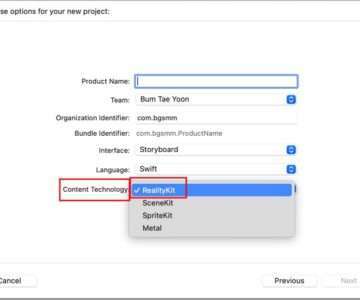 se options for your new project:
Product Name:
Team: Bum Tae Yoon
Organization Identifier: com.bgsmm
Bundle Identifier: com.bgsmm.ProductName
Interface: Storyboard
Language: Swift
Content Technology: ✓ RealityKit
SceneKit
SpriteKit
Metal
Cancel Previous Next